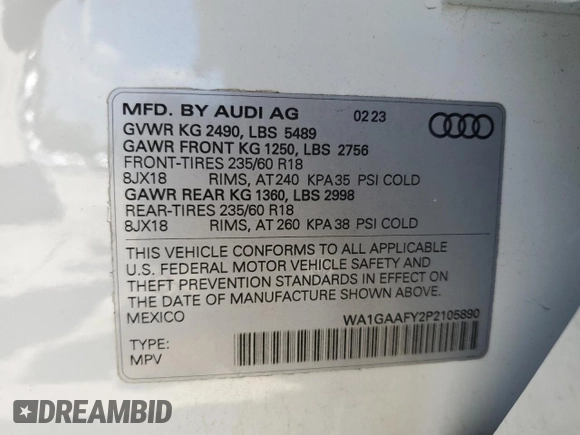 MFD. BY AUDI AG 02 23
GVWR KG 2490, LBS 5489
GAWR FRONT KG 1250, LBS 2756
FRONT-TIRES 235/60 R18
8JX18 RIMS, AT 240 KPA 35 PSI COLD
GAWR REAR KG 1360, LBS 2998
REAR-TIRES 235/60 R18
8JX18 RIMS, AT 260 KPA 38 PSI COLD
THIS VEHICLE CONFORMS TO ALL APPLICABLE
U.S. FEDERAL MOTOR VEHICLE SAFETY AND
THEFT PREVENTION STANDARDS IN EFFECT ON
THE DATE OF MANUFACTURE SHOWN ABOVE.
MEXICO WA1GAAFY2P2105890
TYPE:
MPV
DREAMBID